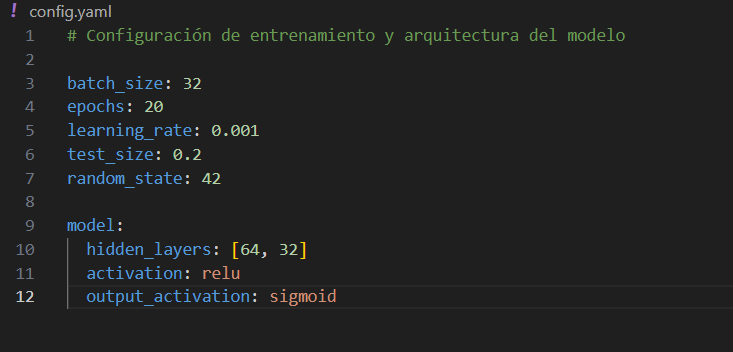 ! config.yaml
1 # Configuración de entrenamiento y arquitectura del modelo
2
3 batch_size: 32
4 epochs: 20
5 learning_rate: 0.001
6 test_size: 0.2
7 random_state: 42
8
9 model:
10 hidden_layers: [64, 32]
11 activation: relu
12 output_activation: sigmoid